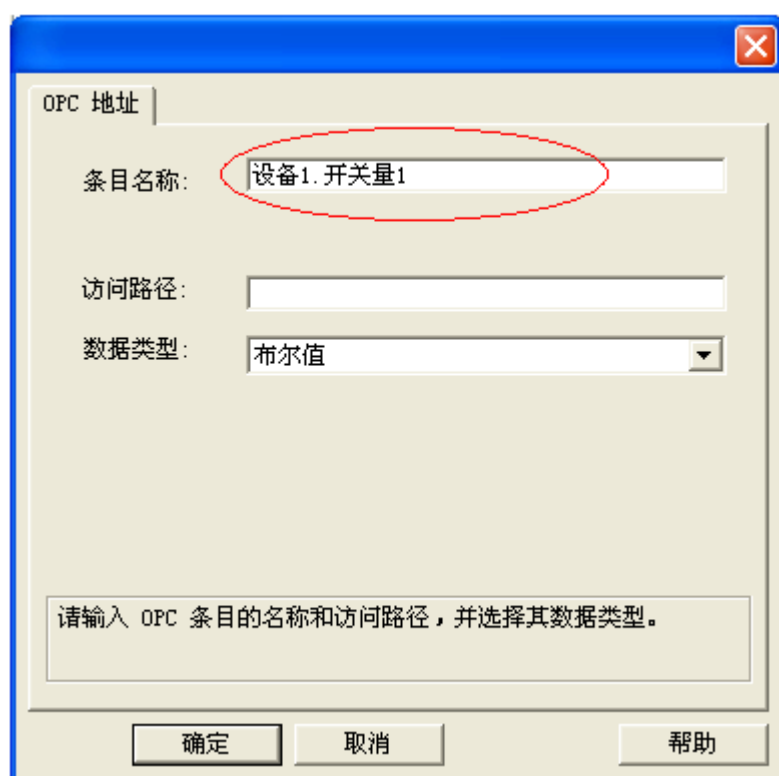 OPC 地址
条目名称:
设备1.开关量1
访问路径:
数据类型:
布尔值
请输入 OPC 条目的名称和访问路径，并选择其数据类型。
确定
取消
帮助